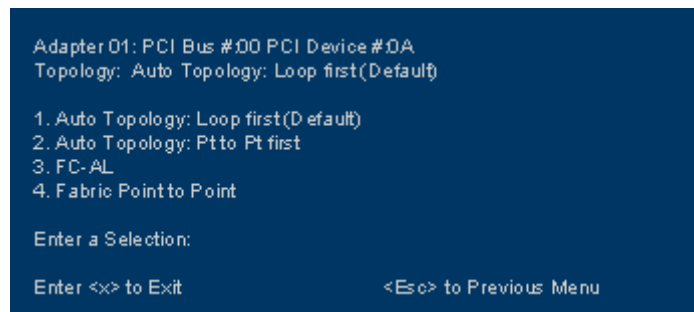 Adapter 01: PCI Bus #:00 PCI Device #:0A
Topology: Auto Topology: Loop first(Default)
1. Auto Topology: Loop first(Default)
2. Auto Topology: Pt to Pt first
3. FC-AL
4. Fabric Point to Point
Enter a Selection:
Enter <x> to Exit <Esc> to Previous Menu